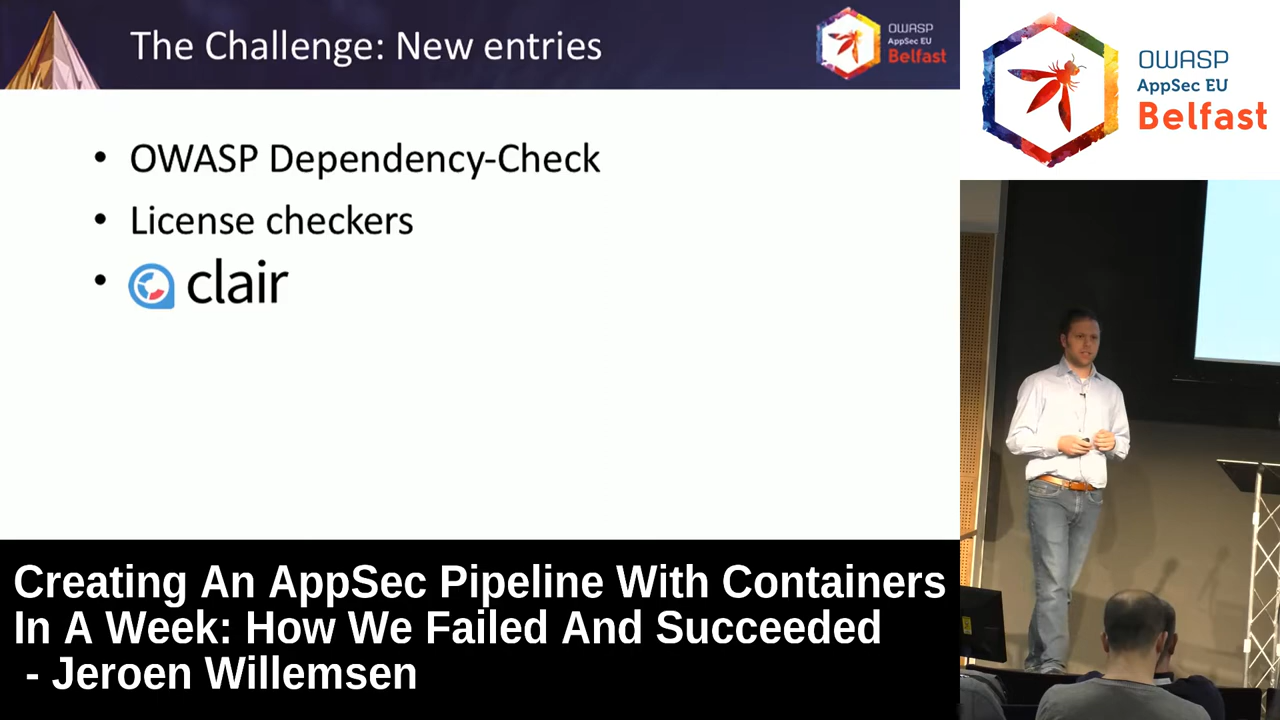 The Challenge: New entries
OWASP
AppSec EU
Belfast
• OWASP Dependency-Check
• License checkers
• clair
OWASP
AppSec EU
Belfast
Creating An AppSec Pipeline With Containers
In A Week: How We Failed And Succeeded
- Jeroen Willemsen